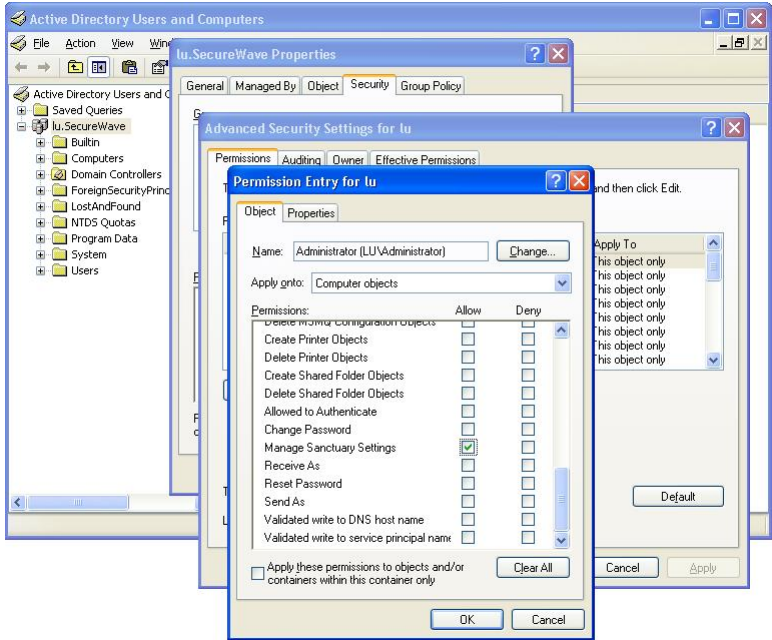 Active Directory Users and Computers
File Action View
Active Directory Users and
Saved Queries
lu.SecureWave
Builtin
Computers
Domain Controllers
ForeignSecurityPrinc
LostAndFound
NTDS Quotas
Program Data
System
Users
lu.SecureWave Properties
General Managed By Object Security Group Policy
Advanced Security Settings for lu
Permissions Auditing Owner Effective Permissions
and then click Edit.
Apply To
This object only
This object only
This object only
This object only
This object only
This object only
This object only
This object only
Default
Cancel Apply
Permission Entry for lu
Object Properties
Name: Administrator (LU\Administrator) Change...
Apply onto: Computer objects
Permissions: Allow Deny
Delete MSMQ Configuration Objects
Create Printer Objects
Delete Printer Objects
Create Shared Folder Objects
Delete Shared Folder Objects
Allowed to Authenticate
Change Password
Manage Sanctuary Settings
Receive As
Reset Password
Send As
Validated write to DNS host name
Validated write to service principal name
Apply these permissions to objects and/or
containers within this container only
Clear All
OK Cancel